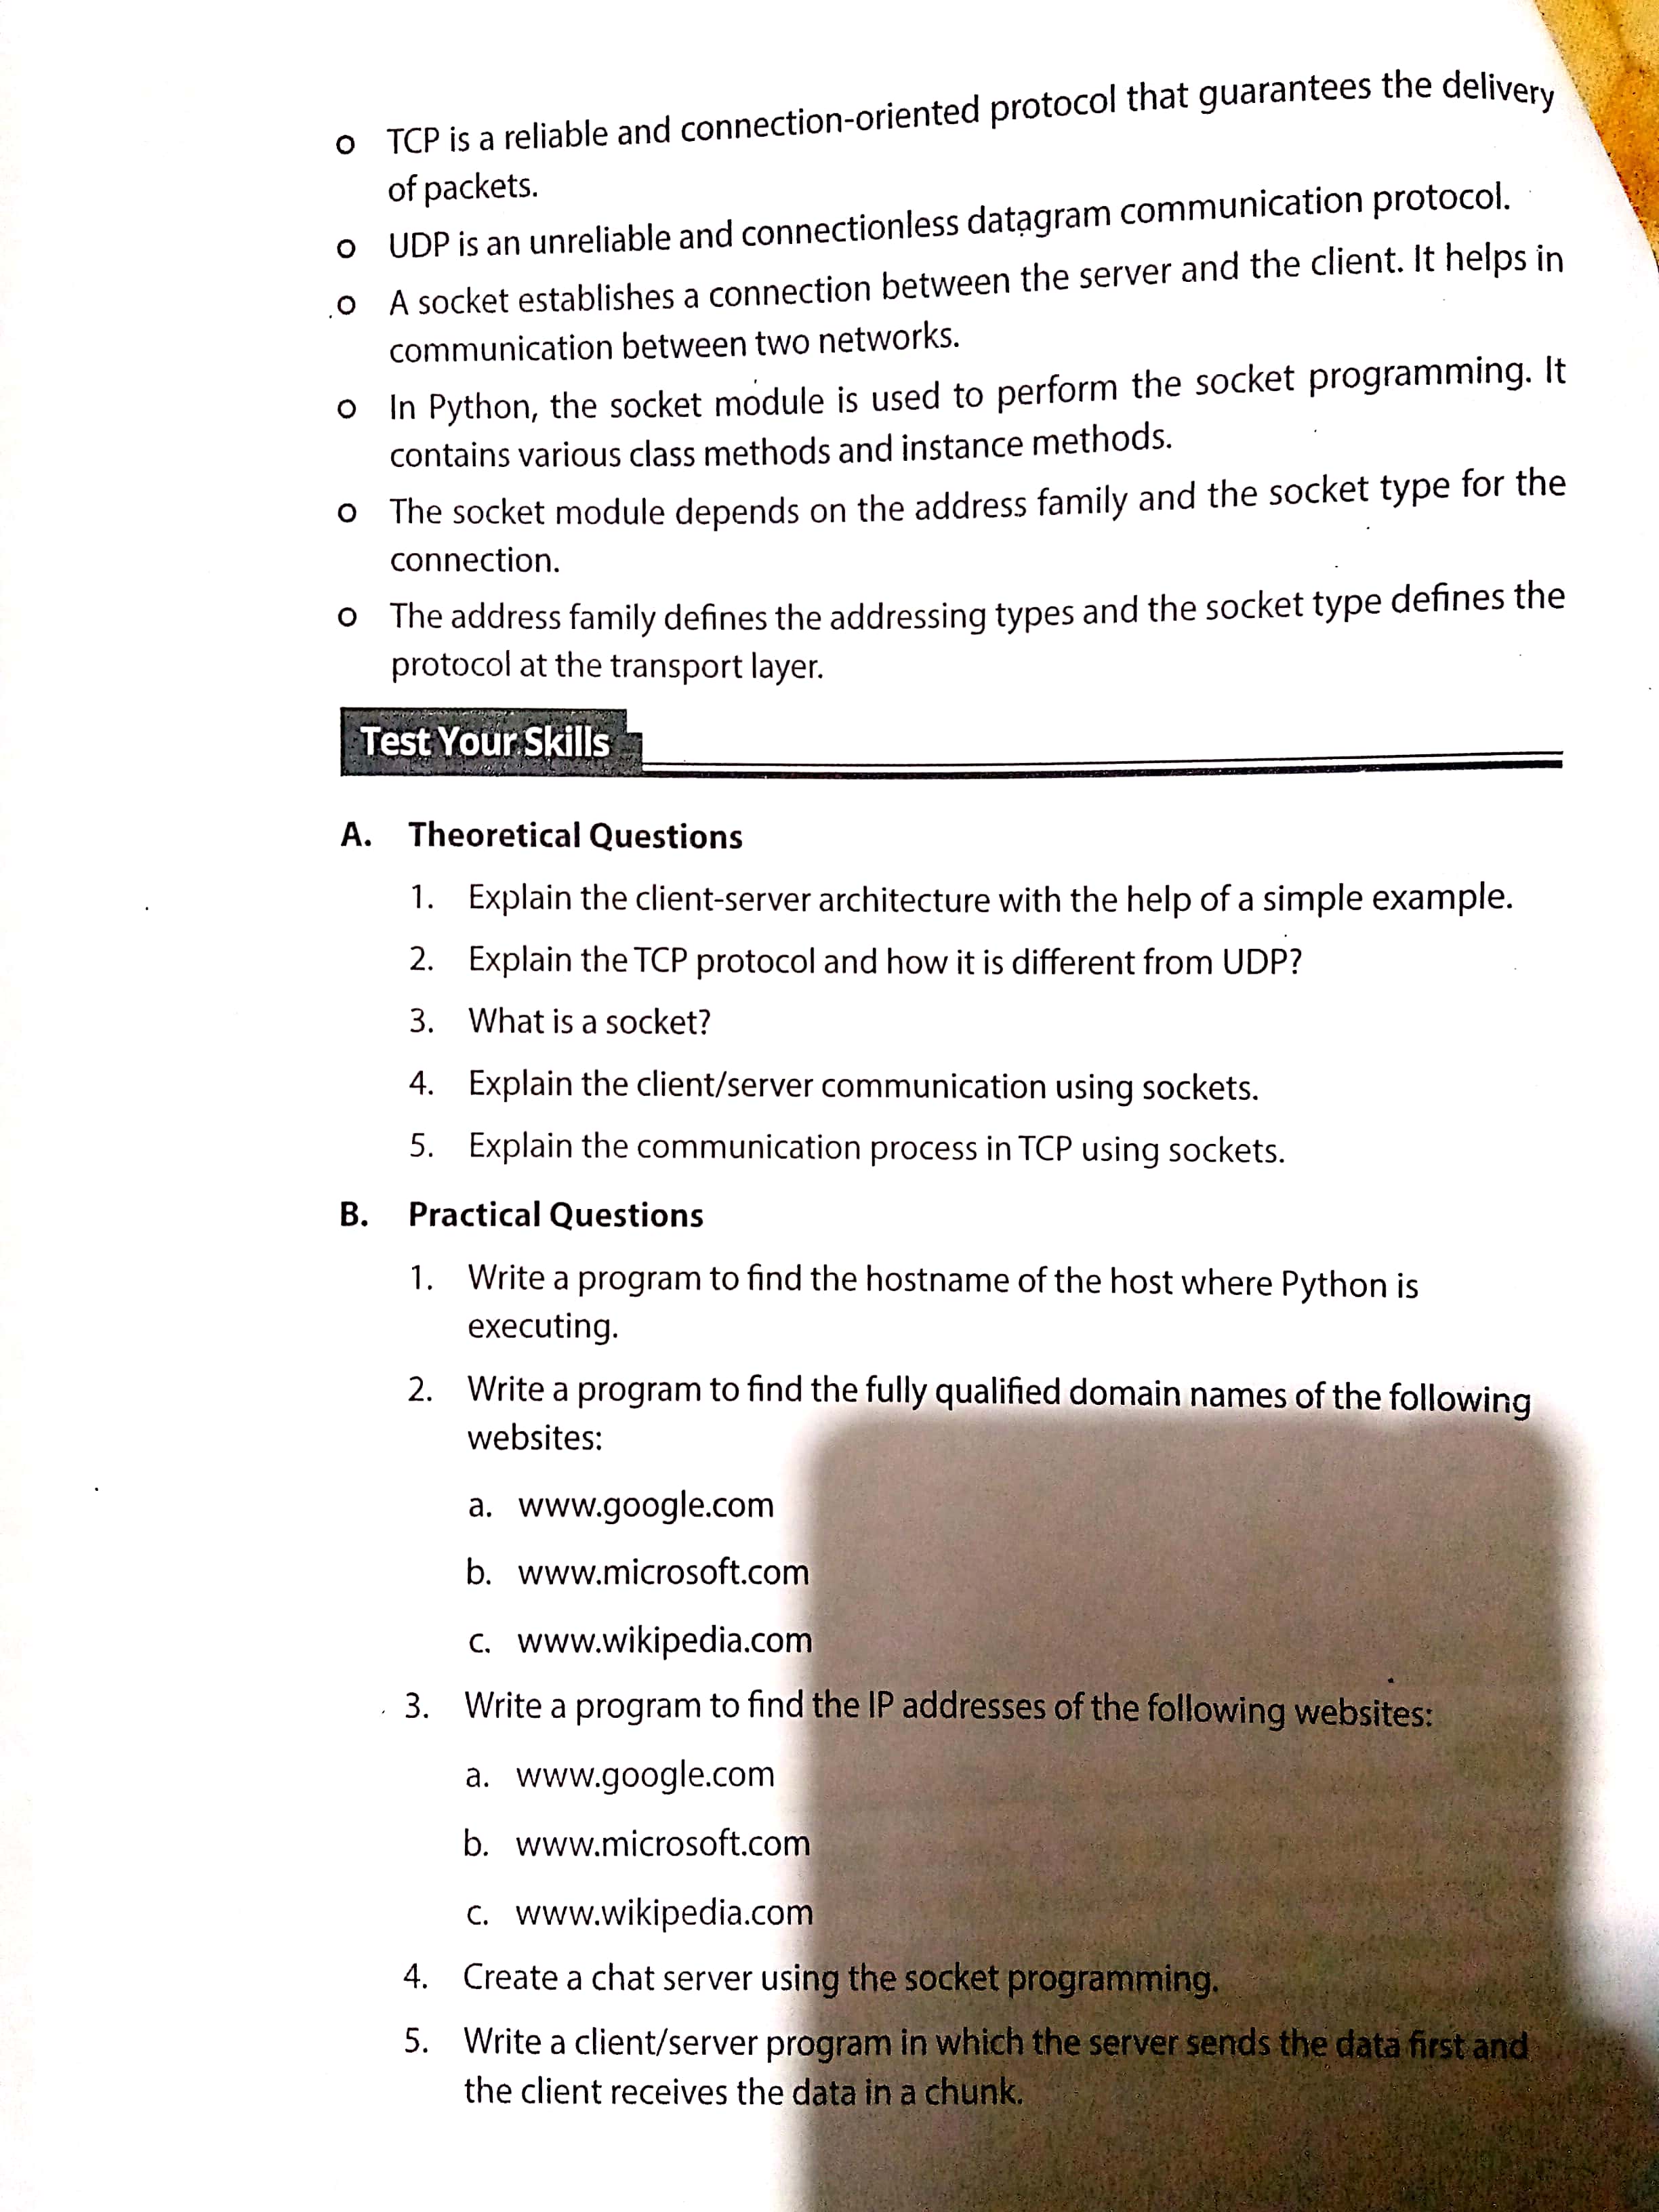 o TCP is a reliable and connection-oriented protocol that guarantees the delivery
of packets.
o UDP is an unreliable and connectionless datagram communication protocol.
o A socket establishes a connection between the server and the client. It helps in
communication between two networks.
o In Python, the socket module is used to perform the socket programming. It
contains various class methods and instance methods.
o The socket module depends on the address family and the socket type for the
connection.
o The address family defines the addressing types and the socket type defines the
protocol at the transport layer.
Test Your Skills
A. Theoretical Questions
1. Explain the client-server architecture with the help of a simple example.
2. Explain the TCP protocol and how it is different from UDP?
3. What is a socket?
4. Explain the client/server communication using sockets.
5. Explain the communication process in TCP using sockets.
B. Practical Questions
1. Write a program to find the hostname of the host where Python is
executing.
2. Write a program to find the fully qualified domain names of the following
websites:
a. www.google.com
b. www.microsoft.com
c. www.wikipedia.com
3. Write a program to find the IP addresses of the following websites:
a. www.google.com
b. www.microsoft.com
c. www.wikipedia.com
4. Create a chat server using the socket programming.
5. Write a client/server program in which the server sends the data first and
the client receives the data in a chunk.